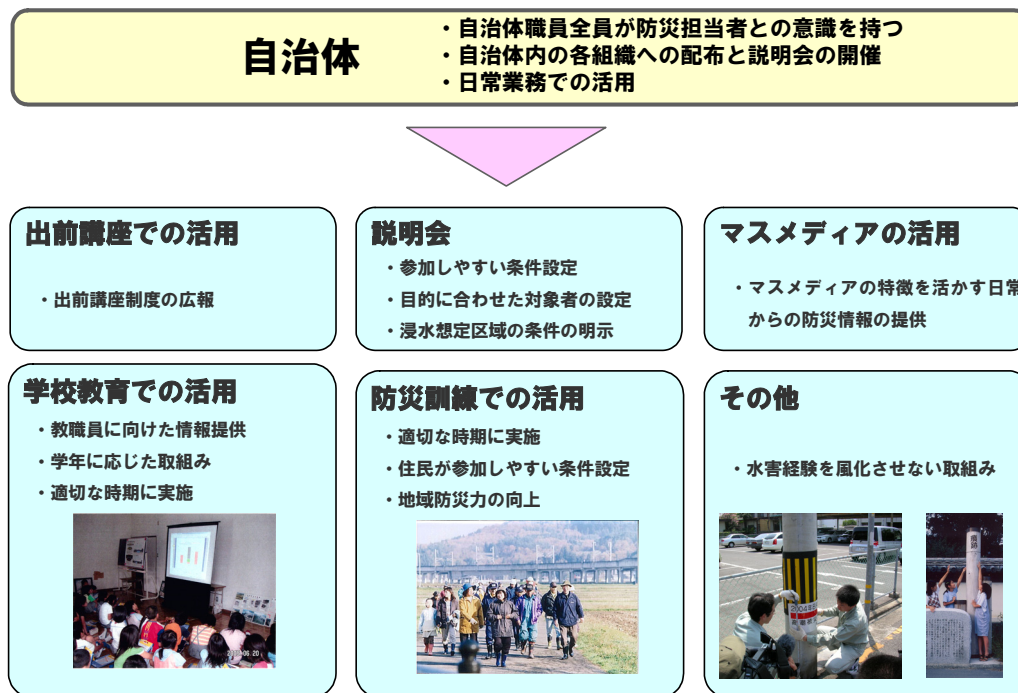 自治体
・自治体職員全員が防災担当者との意識を持つ
・自治体内の各組織への配布と説明会の開催
・日常業務での活用
出前講座での活用
・出前講座制度の広報
説明会
・参加しやすい条件設定
・目的に合わせた対象者の設定
・浸水想定区域の条件の明示
マスメディアの活用
・マスメディアの特徴を活かす日常
からの防災情報の提供
学校教育での活用
・教職員に向けた情報提供
・学年に応じた取組み
・適切な時期に実施
防災訓練での活用
・適切な時期に実施
・住民が参加しやすい条件設定
・地域防災力の向上
その他
・水害経験を風化させない取組み
2004年
痕跡